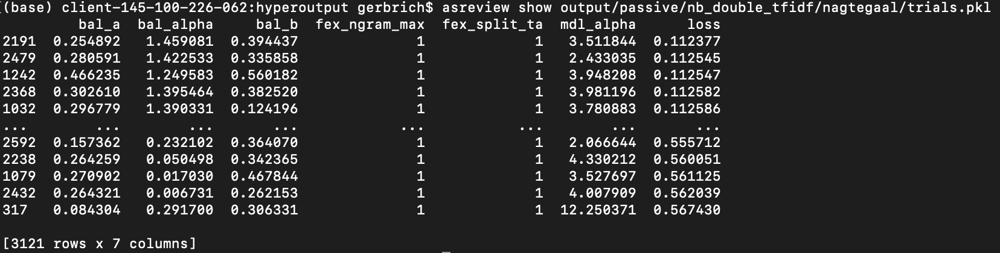 (base) client-145-100-226-062:hyperoutput gerbrich$ asreview show output/passive/nb_double_tfidf/nagtegaal/trials.pkl
bal_a bal_alpha bal_b fex_ngram_max fex_split_ta mdl_alpha loss
2191 0.254892 1.459081 0.394437 1 1 3.511844 0.112377
2479 0.280591 1.422533 0.335858 1 1 2.433035 0.112545
1242 0.466235 1.249583 0.560182 1 1 3.948208 0.112547
2368 0.302610 1.395464 0.382520 1 1 3.981196 0.112582
1032 0.296779 1.390331 0.124196 1 1 3.780883 0.112586
... ... ... ... ... ... ... ...
2592 0.157362 0.232102 0.364070 1 1 2.066644 0.555712
2238 0.264259 0.050498 0.342365 1 1 4.330212 0.560051
1079 0.270902 0.017030 0.467844 1 1 3.527697 0.561125
2432 0.264321 0.006731 0.262153 1 1 4.007909 0.562039
317 0.084304 0.291700 0.306331 1 1 12.250371 0.567430
[3121 rows x 7 columns]